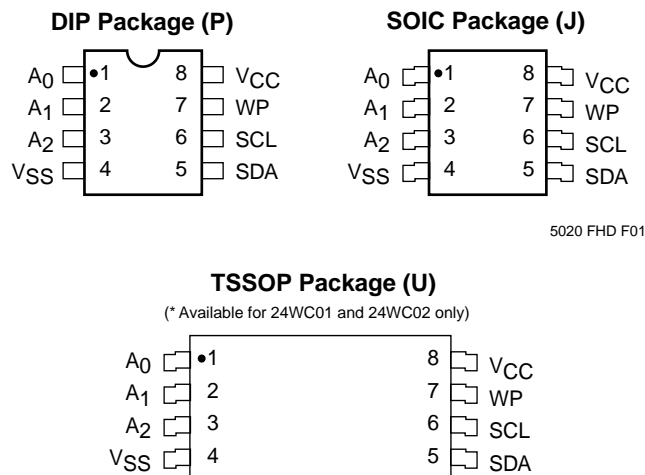 DIP Package (P)
A0 1 8 VCC
A1 2 7 WP
A2 3 6 SCL
VSS 4 5 SDA
SOIC Package (J)
A0 1 8 VCC
A1 2 7 WP
A2 3 6 SCL
VSS 4 5 SDA
5020 FHD F01
TSSOP Package (U)
(* Available for 24WC01 and 24WC02 only)
A0 1 8 VCC
A1 2 7 WP
A2 3 6 SCL
VSS 4 5 SDA